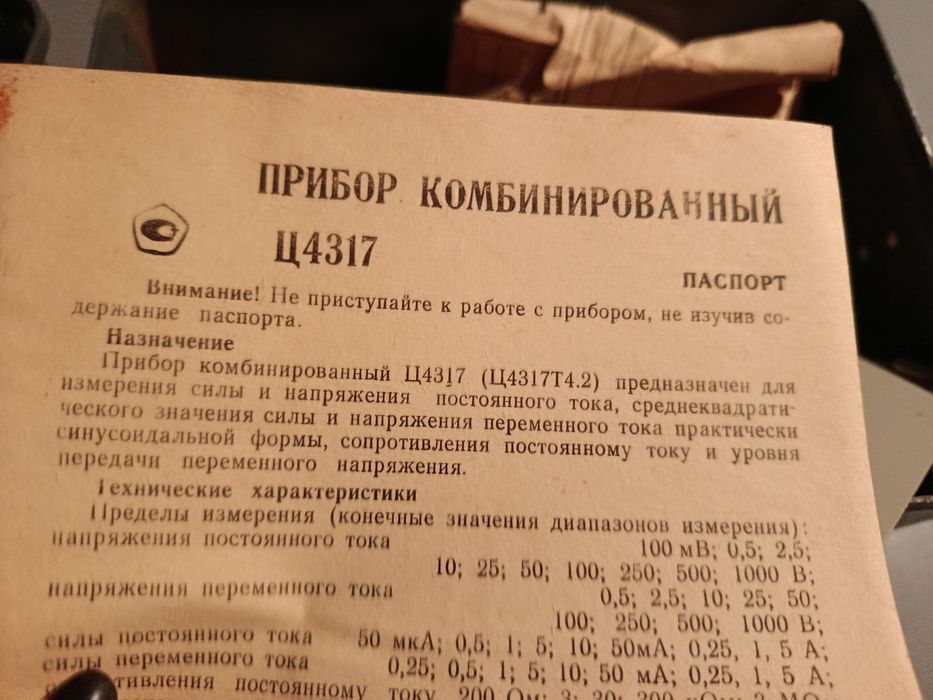 ПРИБОР КОМБИНИРОВАННЫЙ
Ц4317
ПАСПОРТ
Внимание! Не приступайте к работе с прибором, не изучив со-
держание паспорта.
Назначение
Прибор комбинированный Ц4317 (Ц4317Т4.2) предназначен для
измерения силы и напряжения постоянного тока, среднеквадрати-
ческого значения силы и напряжения переменного тока практически
синусоидальной формы, сопротивления постоянному току и уровня
передачи переменного напряжения.
Технические характеристики
Пределы измерения (конечные значения диапазонов измерения):
напряжения постоянного тока 100 мВ; 0,5; 2,5;
10; 25; 50; 100; 250; 500; 1000 В;
напряжения переменного тока 0,5; 2,5; 10; 25; 50;
100; 250; 500; 1000 В;
силы постоянного тока 50 мкА; 0,5; 1; 5; 10; 50мА; 0,25, 1, 5 А;
силы переменного тока 0,25; 0,5; 1; 5; 10; 50 мА; 0,25, 1, 5 А;
постоянному току 200 Ом; 3; 30; 300